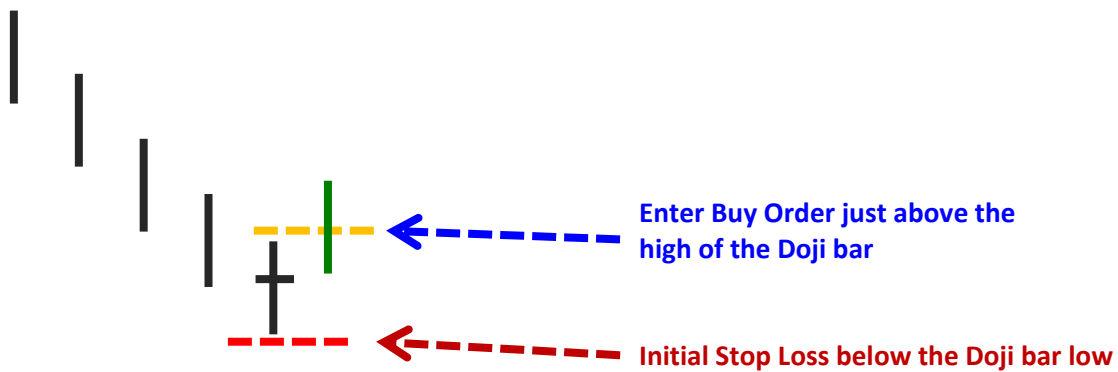 Enter Buy Order just above the
high of the Doji bar
Initial Stop Loss below the Doji bar low